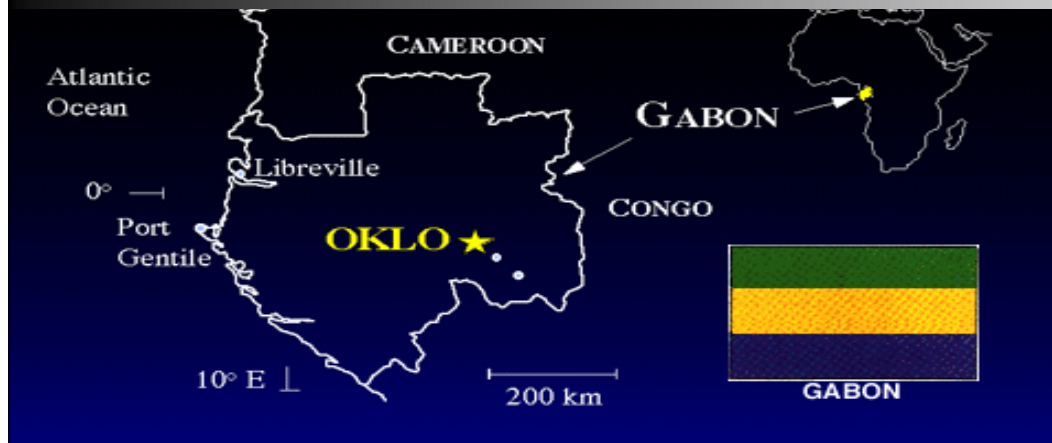 CAMEROON
Atlantic
Ocean
GABON
Libreville
0°
CONGO
Port
Gentile
OKLO
10° E
200 km
GABON